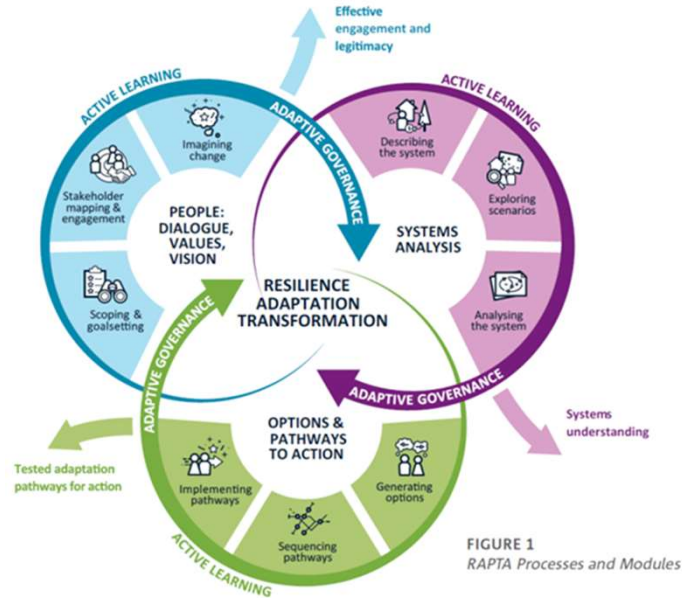 Effective
engagement and
legitimacy
ACTIVE LEARNING
ACTIVE LEARNING
ADAPTIVE GOVERNANCE
Imagining
change
Stakeholder
mapping &
engagement
Scoping &
goalsetting
PEOPLE:
DIALOGUE,
VALUES,
VISION
Describing
the system
Exploring
scenarios
Analysing
the system
SYSTEMS
ANALYSIS
RESILIENCE
ADAPTATION
TRANSFORMATION
ADAPTIVE GOVERNANCE
ADAPTIVE GOVERNANCE
Systems
understanding
OPTIONS &
PATHWAYS
TO ACTION
Tested adaptation
pathways for action
Implementing
pathways
Sequencing
pathways
Generating
options
ACTIVE LEARNING
FIGURE 1
RAPTA Processes and Modules